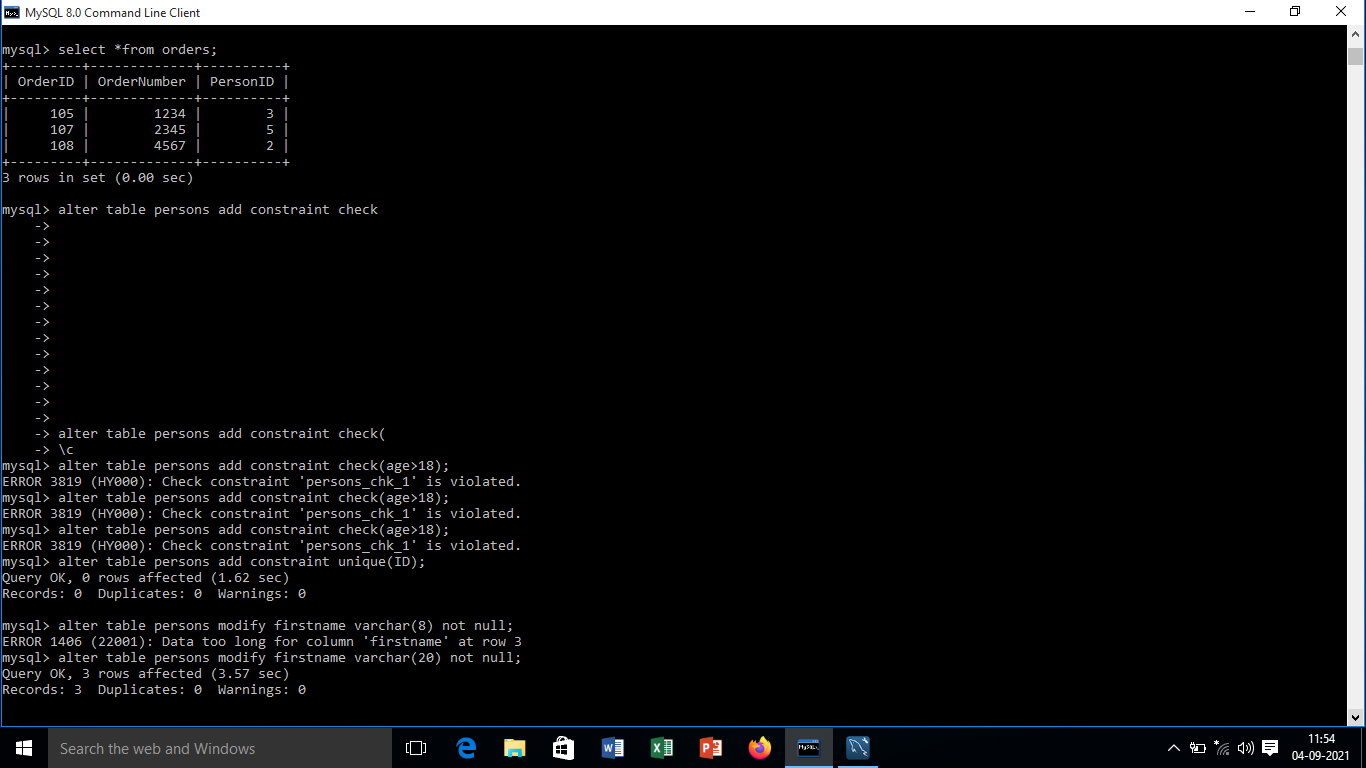 MySQL 8.0 Command Line Client
mysql> select *from orders;
+---------+-------------+----------+
| OrderID | OrderNumber | PersonID |
+---------+-------------+----------+
|     105 |        1234 |        3 |
|     107 |        2345 |        5 |
|     108 |        4567 |        2 |
+---------+-------------+----------+
3 rows in set (0.00 sec)
mysql> alter table persons add constraint check
    ->
    ->
    ->
    ->
    ->
    ->
    ->
    ->
    ->
    ->
    ->
    ->
    ->
    -> alter table persons add constraint check(
    -> \c
mysql> alter table persons add constraint check(age>18);
ERROR 3819 (HY000): Check constraint 'persons_chk_1' is violated.
mysql> alter table persons add constraint check(age>18);
ERROR 3819 (HY000): Check constraint 'persons_chk_1' is violated.
mysql> alter table persons add constraint check(age>18);
ERROR 3819 (HY000): Check constraint 'persons_chk_1' is violated.
mysql> alter table persons add constraint unique(ID);
Query OK, 0 rows affected (1.62 sec)
Records: 0  Duplicates: 0  Warnings: 0
mysql> alter table persons modify firstname varchar(8) not null;
ERROR 1406 (22001): Data too long for column 'firstname' at row 3
mysql> alter table persons modify firstname varchar(20) not null;
Query OK, 3 rows affected (3.57 sec)
Records: 3  Duplicates: 0  Warnings: 0
Search the web and Windows
11:54
04-09-2021